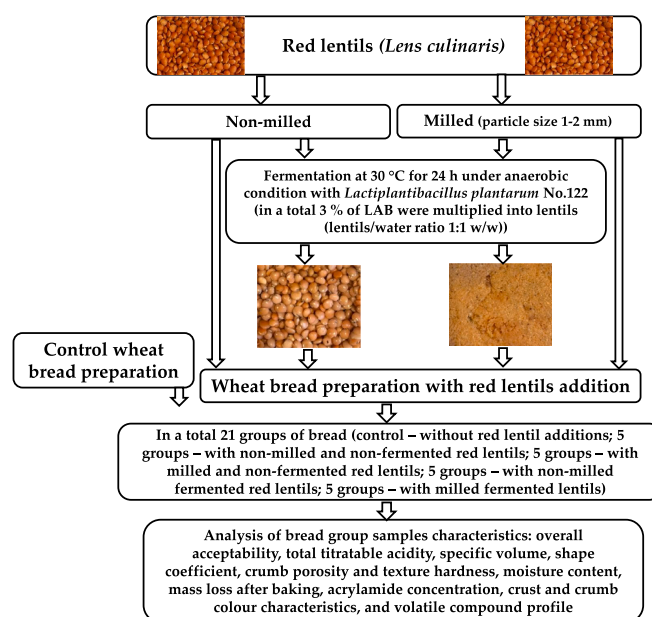 Red lentils (Lens culinaris)
Non-milled
Milled (particle size 1-2 mm)
Fermentation at 30 °C for 24 h under anaerobic
condition with Lactiplantibacillus plantarum No.122
(in a total 3 % of LAB were multiplied into lentils
(lentils/water ratio 1:1 w/w))
Control wheat
bread preparation
Wheat bread preparation with red lentils addition
In a total 21 groups of bread (control – without red lentil additions; 5
groups – with non-milled and non-fermented red lentils; 5 groups – with
milled and non-fermented red lentils; 5 groups – with non-milled
fermented red lentils; 5 groups – with milled fermented lentils)
Analysis of bread group samples characteristics: overall
acceptability, total titratable acidity, specific volume, shape
coefficient, crumb porosity and texture hardness, moisture content,
mass loss after baking, acrylamide concentration, crust and crumb
colour characteristics, and volatile compound profile